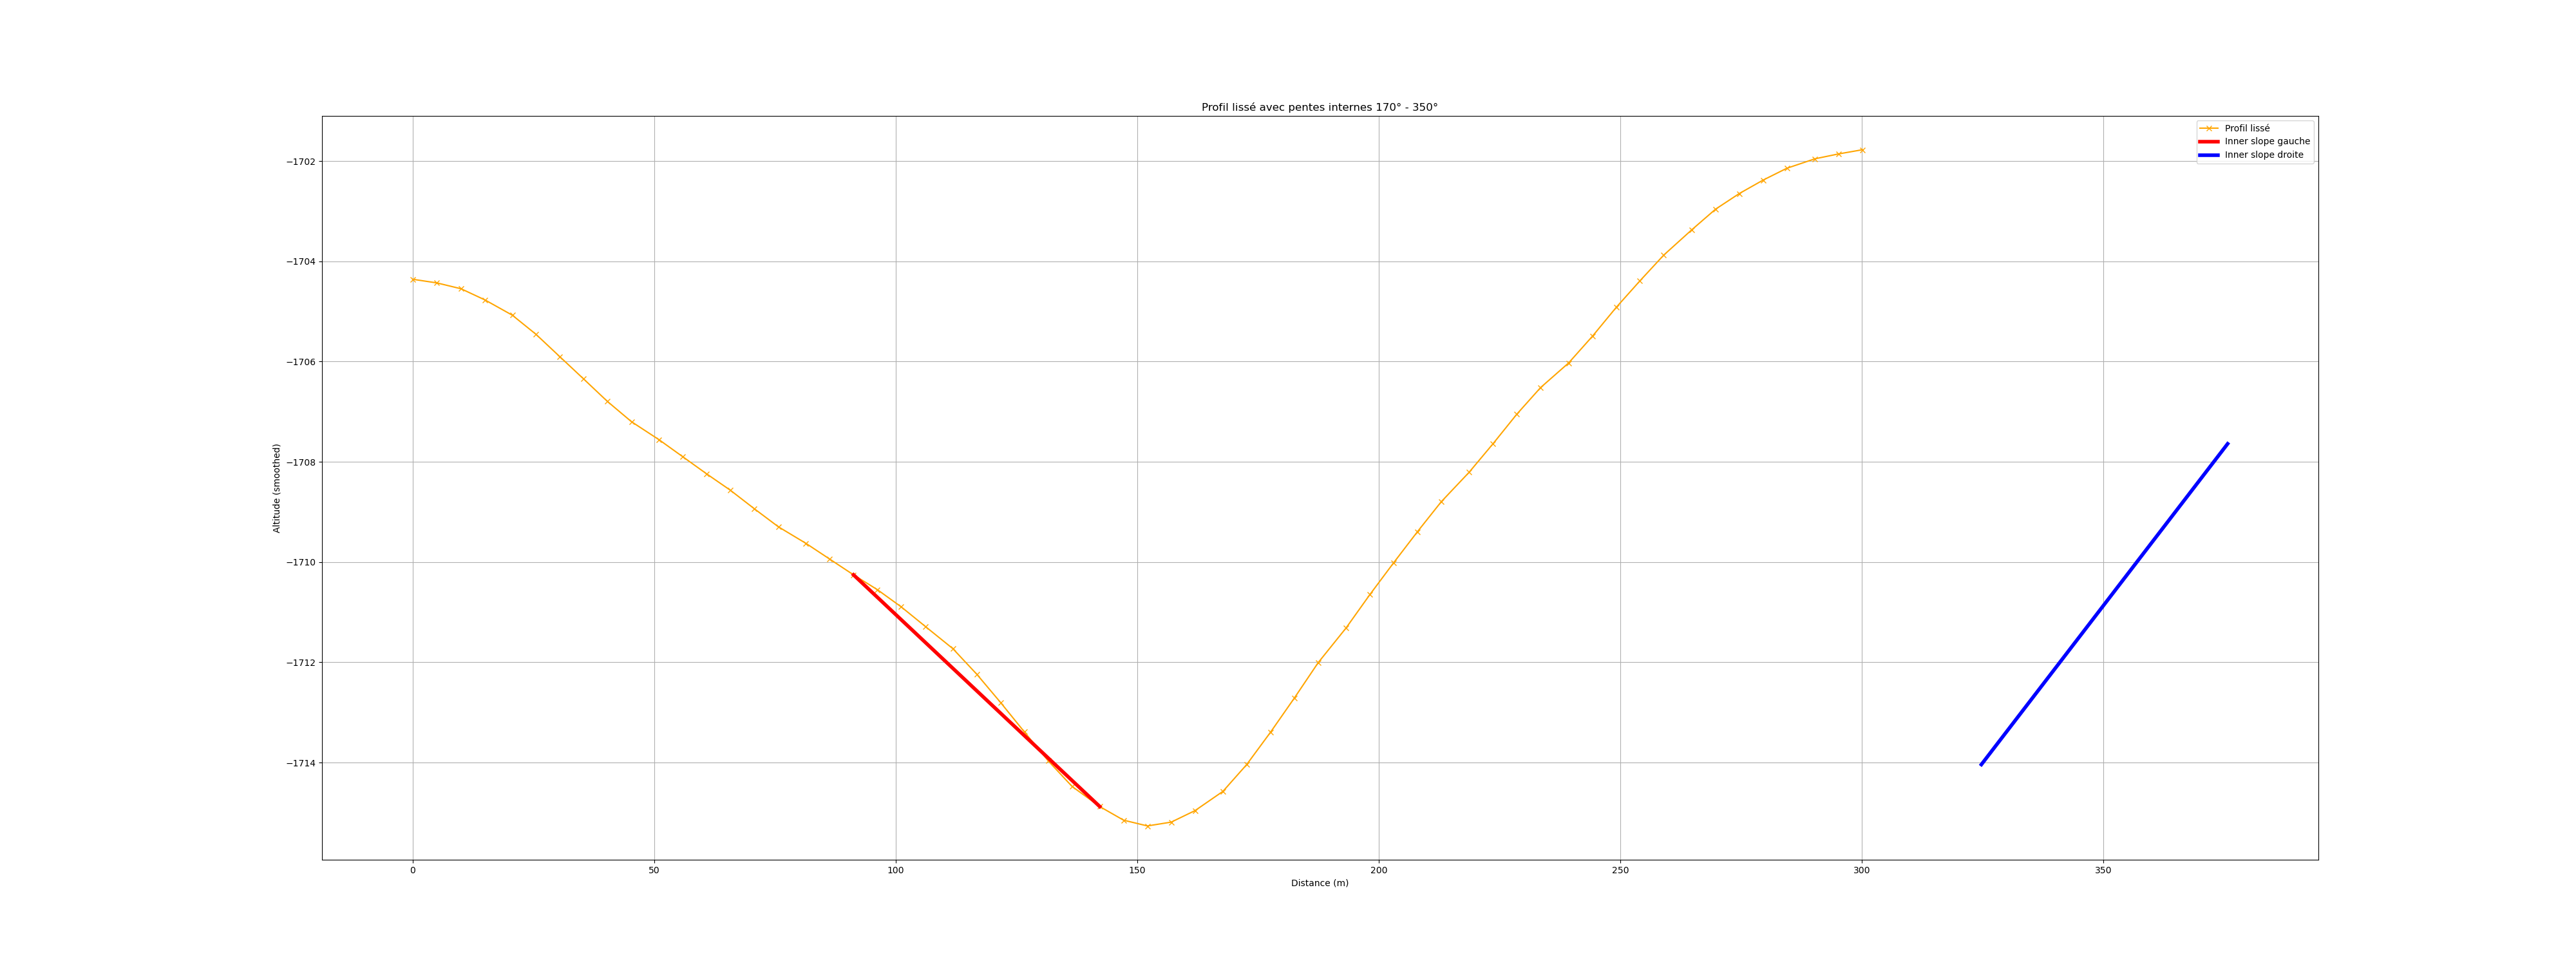 Profil lissé avec pentes internes 170° - 350°
Profil lissé
Inner slope gauche
Inner slope droite
Altitude (smoothed)
−1702
−1704
−1706
−1708
−1710
−1712
−1714
0
50
100
150
200
250
300
350
Distance (m)